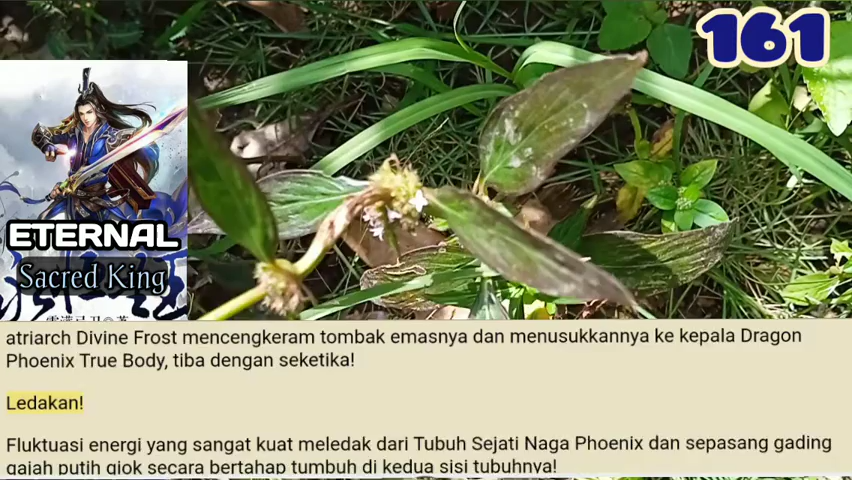 161
ETERNAL
Sacred King
atriarch Divine Frost mencengkeram tombak emasnya dan menusukkannya ke kepala Dragon
Phoenix True Body, tiba dengan seketika!
Ledakan!
Fluktuasi energi yang sangat kuat meledak dari Tubuh Sejati Naga Phoenix dan sepasang gading
gajah putih giok secara bertahap tumbuh di kedua sisi tubuhnya!